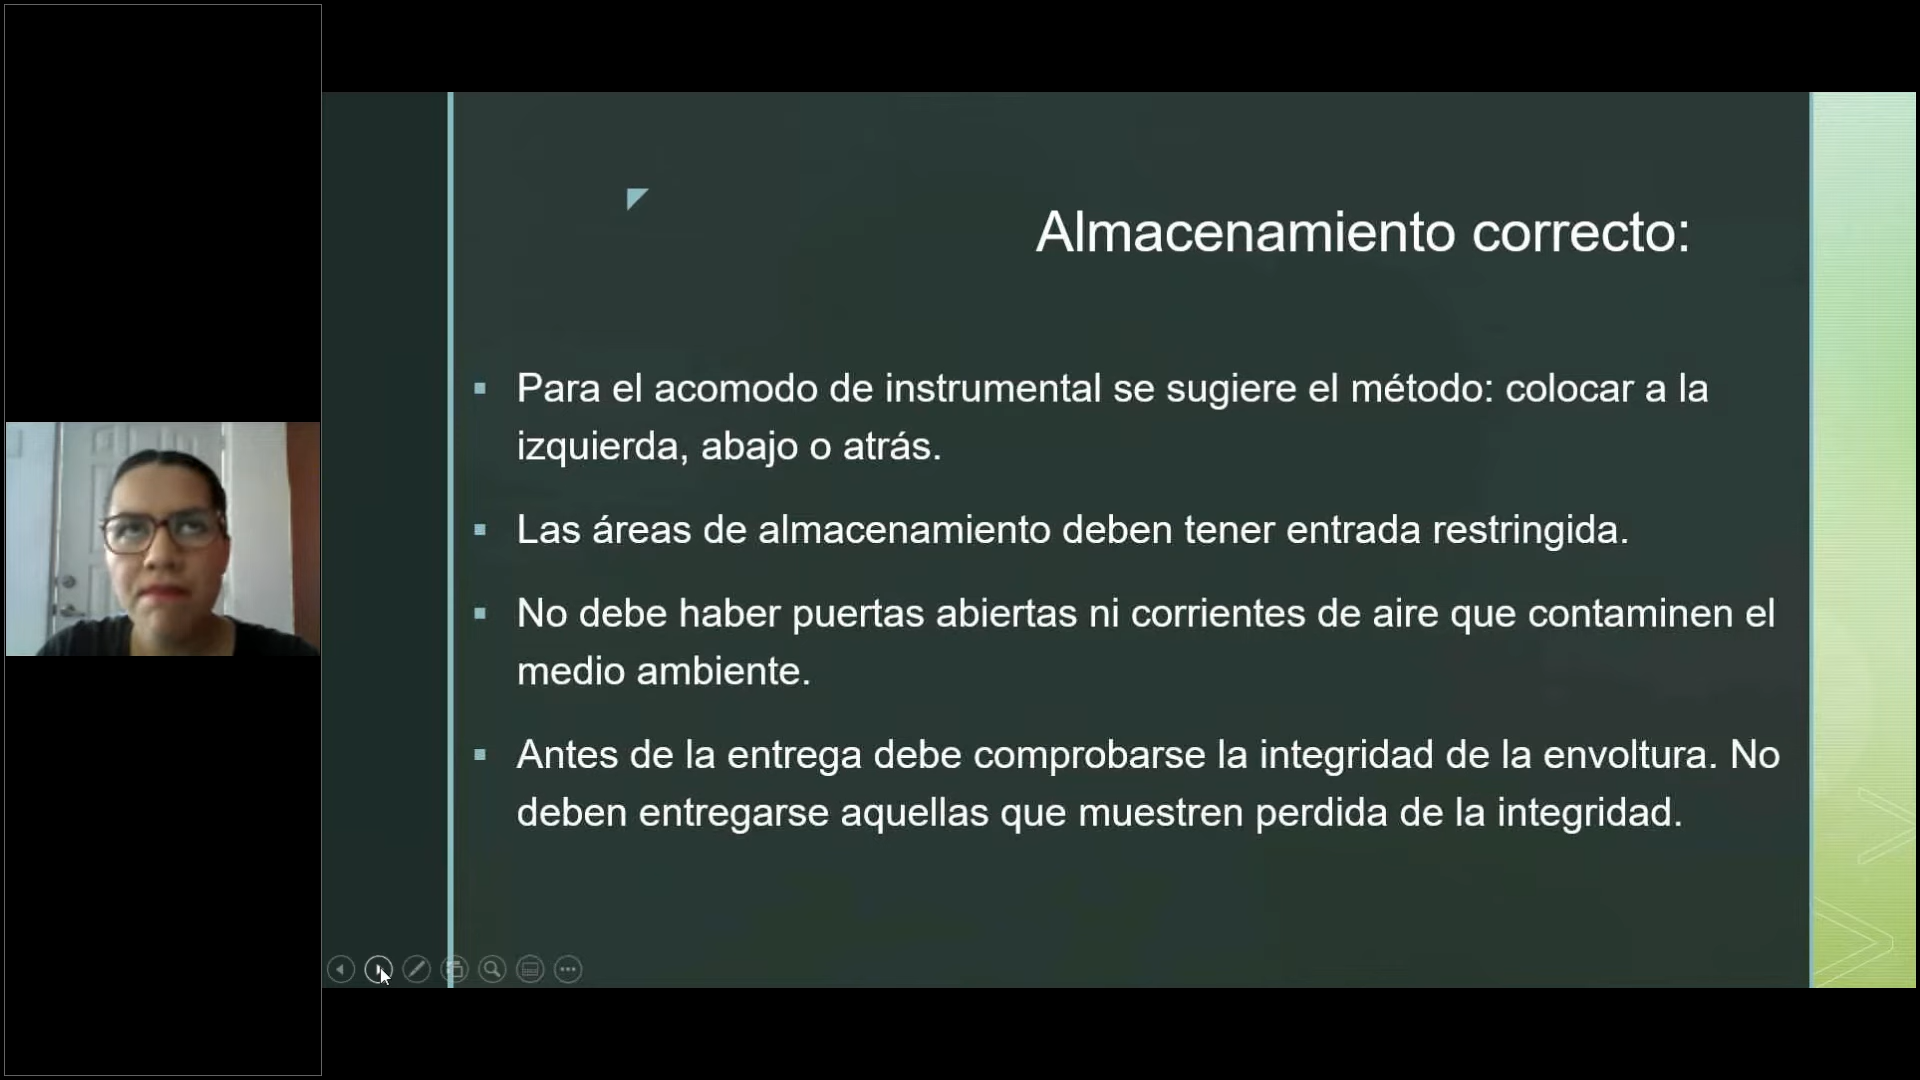 Almacenamiento correcto:
Para el acomodo de instrumental se sugiere el método: colocar a la
izquierda, abajo o atrás.
Las áreas de almacenamiento deben tener entrada restringida.
No debe haber puertas abiertas ni corrientes de aire que contaminen el
medio ambiente.
Antes de la entrega debe comprobarse la integridad de la envoltura. No
deben entregarse aquellas que muestren perdida de la integridad.